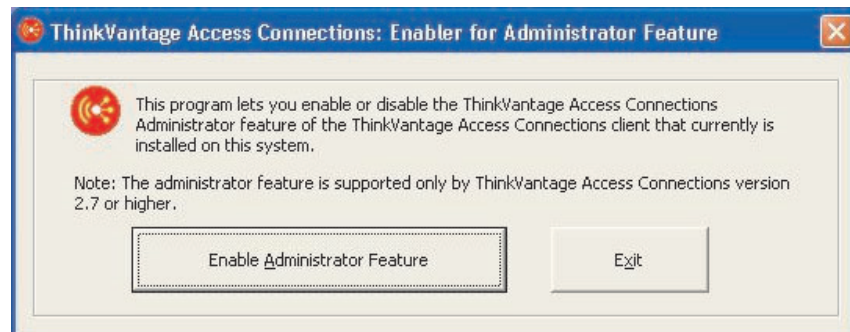 ThinkVantage Access Connections: Enabler for Administrator Feature
This program lets you enable or disable the ThinkVantage Access Connections
Administrator feature of the ThinkVantage Access Connections client that currently is
installed on this system.
Note: The administrator feature is supported only by ThinkVantage Access Connections version
2.7 or higher.
Enable Administrator Feature
Exit